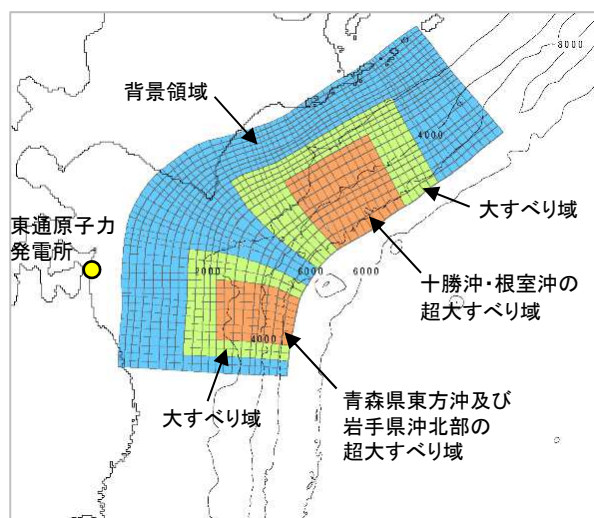 8000
背景領域
4000
大すべり域
東通原子力
発電所
2000
6000
6000
十勝沖・根室沖の
超大すべり域
4000
大すべり域
青森県東方沖及び
岩手県沖北部の
超大すべり域